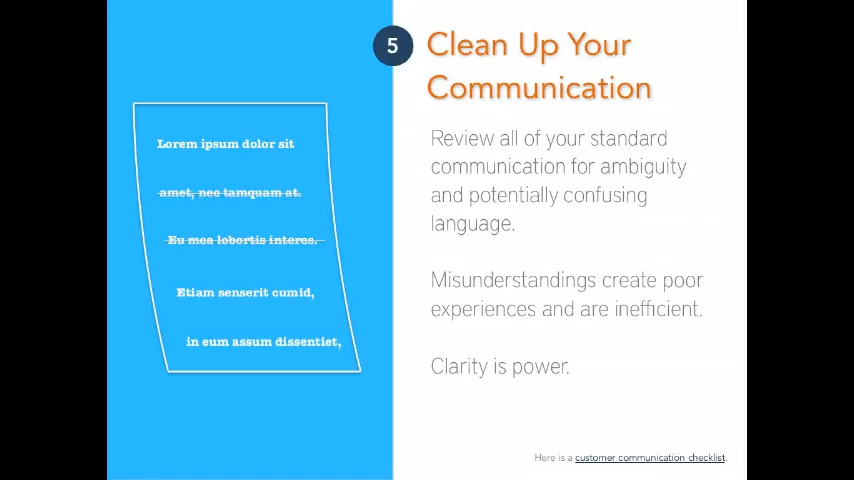 5
Clean Up Your
Communication
Lorem ipsum dolor sit
amet, nec tamquam at.
Eu mea lobortis interes.
Etiam senserit cumid,
in eum assum dissentiet,
Review all of your standard
communication for ambiguity
and potentially confusing
language.
Misunderstandings create poor
experiences and are inefficient.
Clarity is power.
Here is a customer communication checklist.